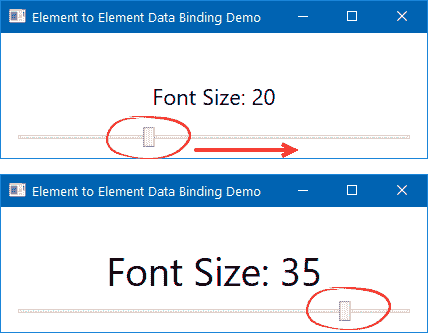 Element to Element Data Binding Demo
Font Size: 20
Element to Element Data Binding Demo
Font Size: 35